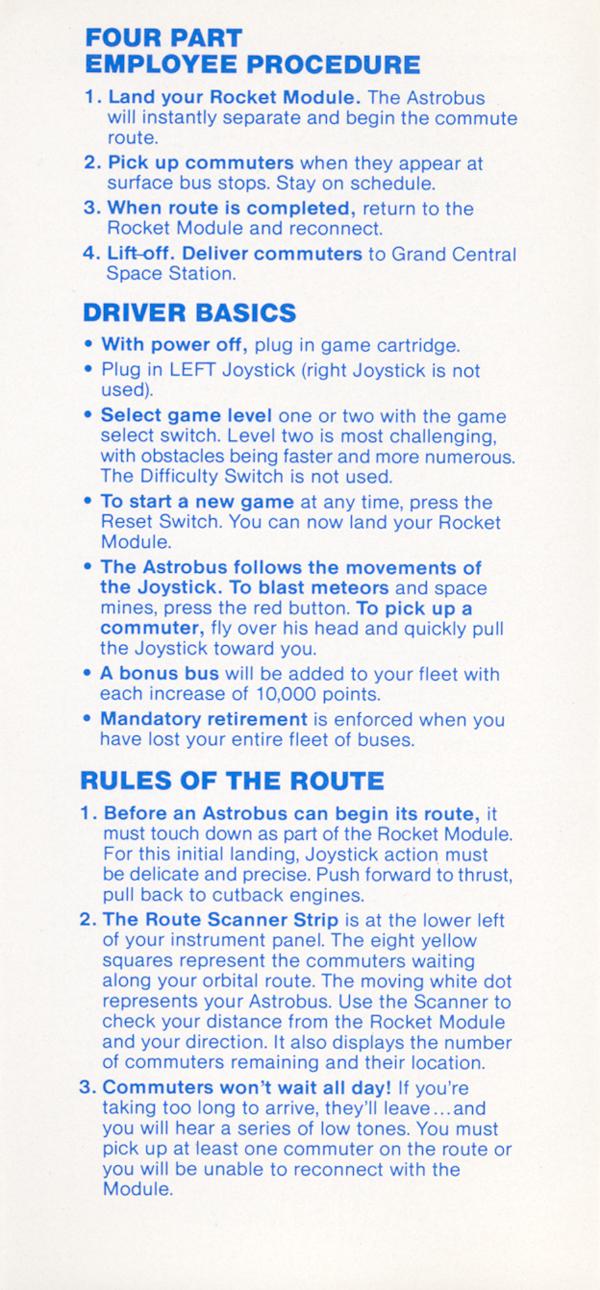 FOUR PART
EMPLOYEE PROCEDURE
1. Land your Rocket Module. The Astrobus
will instantly separate and begin the commute
route.
2. Pick up commuters when they appear at
surface bus stops. Stay on schedule.
3. When route is completed, return to the
Rocket Module and reconnect.
4. Lift-off. Deliver commuters to Grand Central
Space Station.
DRIVER BASICS
• With power off, plug in game cartridge.
• Plug in LEFT Joystick (right Joystick is not
used).
• Select game level one or two with the game
select switch. Level two is most challenging,
with obstacles being faster and more numerous.
The Difficulty Switch is not used.
• To start a new game at any time, press the
Reset Switch. You can now land your Rocket
Module.
• The Astrobus follows the movements of
the Joystick. To blast meteors and space
mines, press the red button. To pick up a
commuter, fly over his head and quickly pull
the Joystick toward you.
• A bonus bus will be added to your fleet with
each increase of 10,000 points.
• Mandatory retirement is enforced when you
have lost your entire fleet of buses.
RULES OF THE ROUTE
1. Before an Astrobus can begin its route, it
must touch down as part of the Rocket Module.
For this initial landing, Joystick action must
be delicate and precise. Push forward to thrust,
pull back to cutback engines.
2. The Route Scanner Strip is at the lower left
of your instrument panel. The eight yellow
squares represent the commuters waiting
along your orbital route. The moving white dot
represents your Astrobus. Use the Scanner to
check your distance from the Rocket Module
and your direction. It also displays the number
of commuters remaining and their location.
3. Commuters won't wait all day! If you're
taking too long to arrive, they'll leave...and
you will hear a series of low tones. You must
pick up at least one commuter on the route or
you will be unable to reconnect with the
Module.